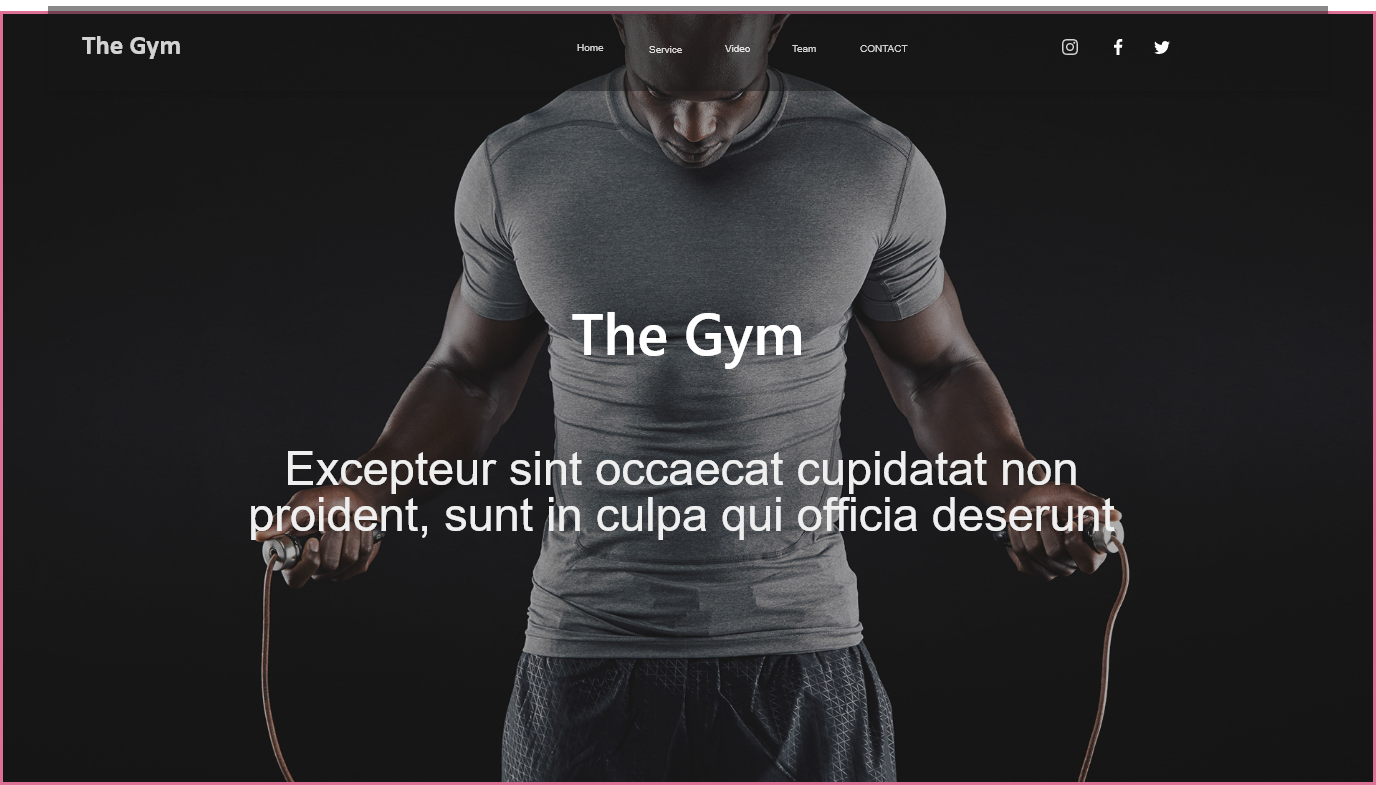 The Gym
Home Service Video Team CONTACT
The Gym
Excepteur sint occaecat cupidatat non
proident, sunt in culpa qui officia deserunt